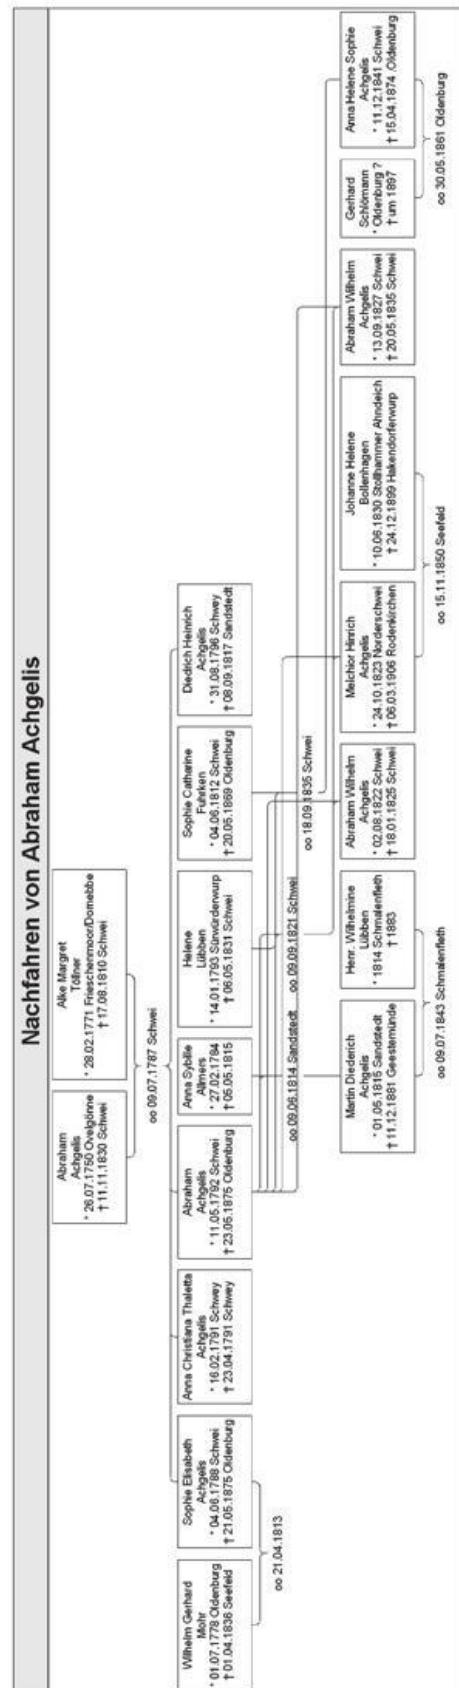 Nachfahren von Abraham Achgelis
Abraham
Achgelis
* 26.07.1750 Ovelgönne
† 11.11.1830 Schwei
Alke Margret
Töllner
* 28.02.1771 Frieschenmoor/Dornebbe
† 17.08.1810 Schwei
oo 09.07.1787 Schwei
Wilhelm Gerhard
Mohr
* 01.07.1778 Oldenburg
† 01.04.1836 Seefeld
Sophie Elisabeth
Achgelis
* 04.06.1788 Schwei
† 21.05.1875 Oldenburg
Anna Christiana Thaletta
Achgelis
* 16.02.1791 Schwey
† 23.04.1791 Schwey
Abraham
Achgelis
* 11.05.1792 Schwei
† 23.05.1875 Oldenburg
Anna Sybille
Allmers
* 27.02.1784
† 05.05.1815
Helene
Lübben
* 14.01.1793 Sürwürderwurp
† 06.05.1831 Schwei
Sophie Catharine
Fuhrken
* 04.06.1812 Schwei
† 20.05.1869 Oldenburg
Diedrich Heinrich
Achgelis
* 31.08.1796 Schwey
† 08.09.1817 Sandstedt
oo 21.04.1813
oo 09.06.1814 Sandstedt
oo 09.09.1821 Schwei
oo 18.09.1835 Schwei
Martin Diederich
Achgelis
* 01.05.1815 Sandstedt
† 11.12.1881 Geestemünde
Henr. Wilhelmine
Lübben
* 1814 Schmalenfleth
† 1883
Abraham Wilhelm
Achgelis
* 02.08.1822 Schwei
† 18.01.1825 Schwei
Melchior Hinrich
Achgelis
* 24.10.1823 Norderschwei
† 06.03.1906 Rodenkirchen
Johanne Helene
Bollenhagen
* 10.06.1830 Stollhammer Ahndeich
† 24.12.1899 Hakendorferwurp
Abraham Wilhelm
Achgelis
* 13.09.1827 Schwei
† 20.05.1835 Schwei
Gerhard
Schlömann
* Oldenburg ?
† um 1897
Anna Helene Sophie
Achgelis
* 11.12.1841 Schwei
† 15.04.1874 .Oldenburg
oo 09.07.1843 Schmalenfleth
oo 15.11.1850 Seefeld
oo 30.05.1861 Oldenburg